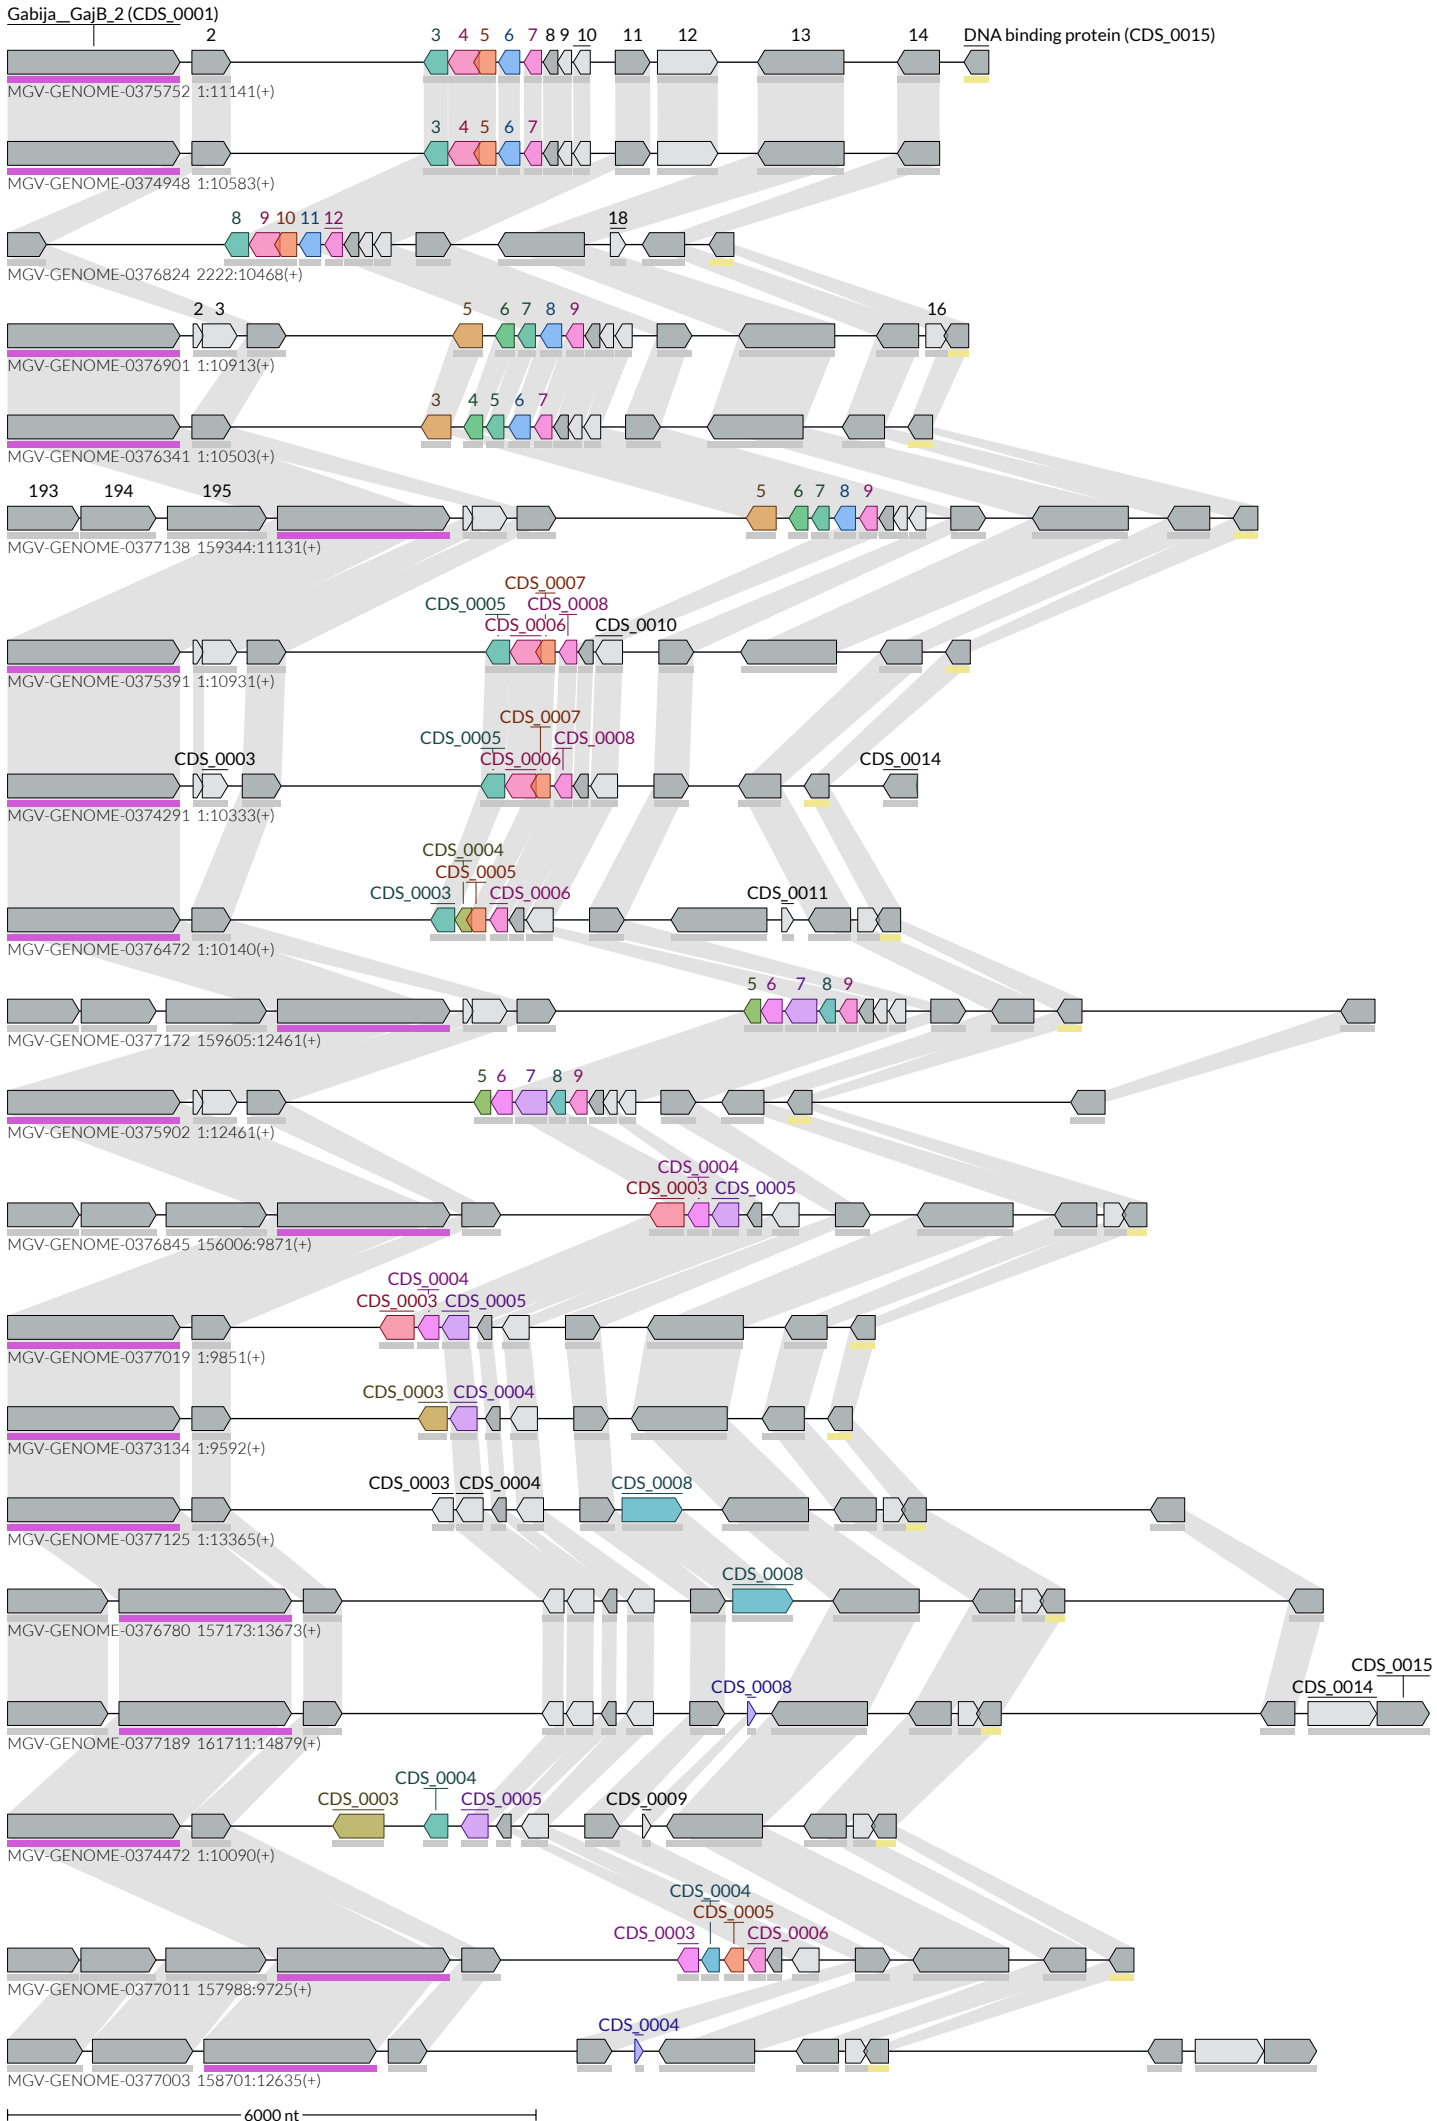 Gabija__GajB_2 (CDS_0001)
2 3 4 5 6 7 8 9 10 11 12 13 14 DNA binding protein (CDS_0015)
MGV-GENOME-0375752 1:11141(+)
3 4 5 6 7
MGV-GENOME-0374948 1:10583(+)
8 9 10 11 12 18
MGV-GENOME-0376824 2222:10468(+)
2 3 5 6 7 8 9 16
MGV-GENOME-0376901 1:10913(+)
3 4 5 6 7
MGV-GENOME-0376341 1:10503(+)
193 194 195 5 6 7 8 9
MGV-GENOME-0377138 159344:11131(+)
CDS_0007
CDS_0005 CDS_0008
CDS_0006 CDS_0010
MGV-GENOME-0375391 1:10931(+)
CDS_0007
CDS_0005 CDS_0008
CDS_0003 CDS_0006 CDS_0014
MGV-GENOME-0374291 1:10333(+)
CDS_0004
CDS_0005
CDS_0003 CDS_0006 CDS_0011
MGV-GENOME-0376472 1:10140(+)
5 6 7 8 9
MGV-GENOME-0377172 159605:12461(+)
5 6 7 8 9
MGV-GENOME-0375902 1:12461(+)
CDS_0004
CDS_0003 CDS_0005
MGV-GENOME-0376845 156006:9871(+)
CDS_0004
CDS_0003 CDS_0005
MGV-GENOME-0377019 1:9851(+)
CDS_0003 CDS_0004
MGV-GENOME-0373134 1:9592(+)
CDS_0003 CDS_0004 CDS_0008
MGV-GENOME-0377125 1:13365(+)
CDS_0008
MGV-GENOME-0376780 157173:13673(+)
CDS_0015
CDS_0008 CDS_0014
MGV-GENOME-0377189 161711:14879(+)
CDS_0004
CDS_0003 CDS_0005 CDS_0009
MGV-GENOME-0374472 1:10090(+)
CDS_0004
CDS_0005
CDS_0003 CDS_0006
MGV-GENOME-0377011 157988:9725(+)
CDS_0004
MGV-GENOME-0377003 158701:12635(+)
6000 nt